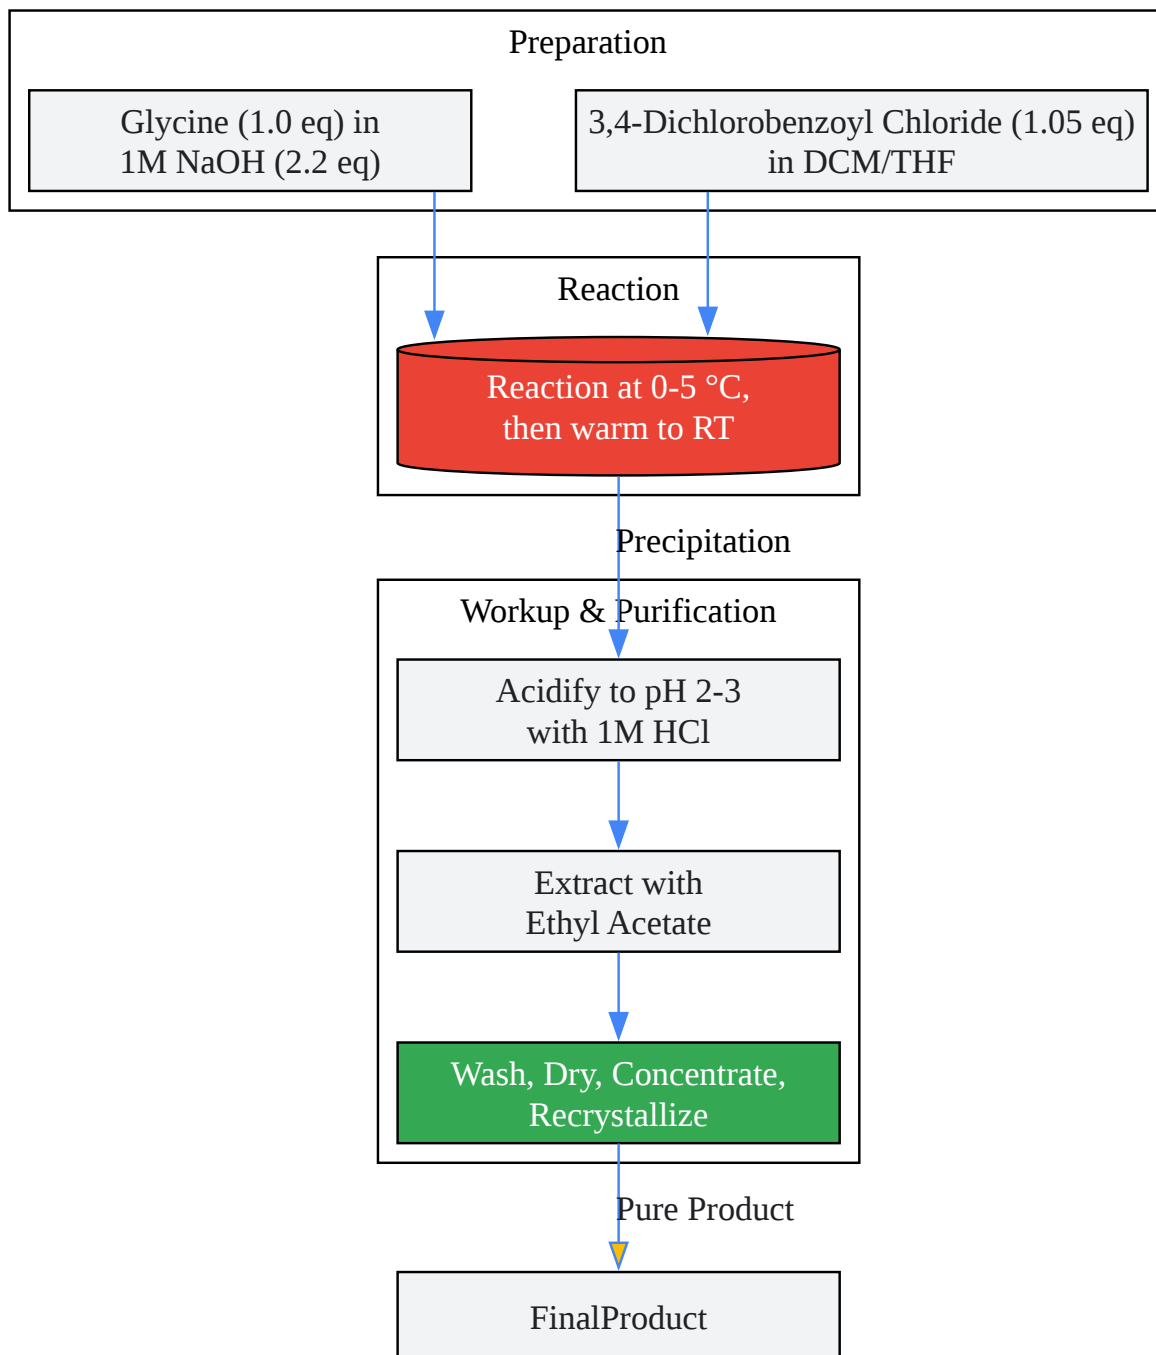 Preparation
Glycine (1.0 eq) in
1M NaOH (2.2 eq)
3,4-Dichlorobenzoyl Chloride (1.05 eq)
in DCM/THF
Reaction
Reaction at 0-5 °C,
then warm to RT
Precipitation
Workup & Purification
Acidify to pH 2-3
with 1M HCl
Extract with
Ethyl Acetate
Wash, Dry, Concentrate,
Recrystallize
Pure Product
FinalProduct